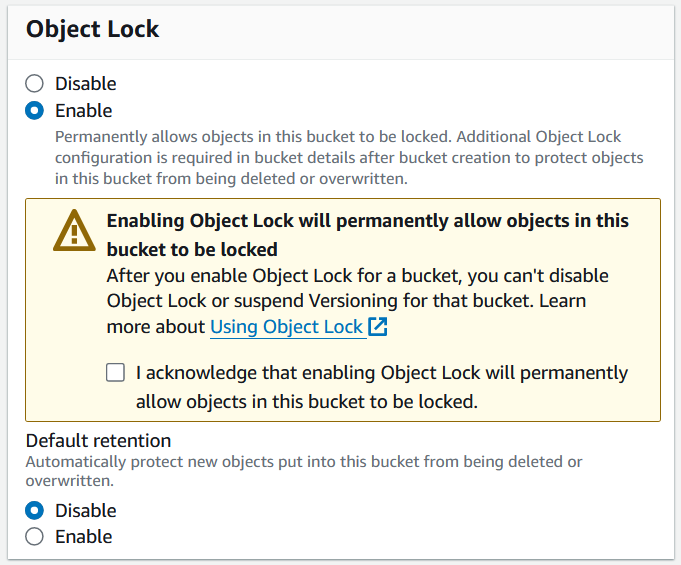 Object Lock
Disable
Enable
Permanently allows objects in this bucket to be locked. Additional Object Lock
configuration is required in bucket details after bucket creation to protect objects
in this bucket from being deleted or overwritten.
Enabling Object Lock will permanently allow objects in this
bucket to be locked
After you enable Object Lock for a bucket, you can't disable
Object Lock or suspend Versioning for that bucket. Learn
more about Using Object Lock
I acknowledge that enabling Object Lock will permanently
allow objects in this bucket to be locked.
Default retention
Automatically protect new objects put into this bucket from being deleted or
overwritten.
Disable
Enable